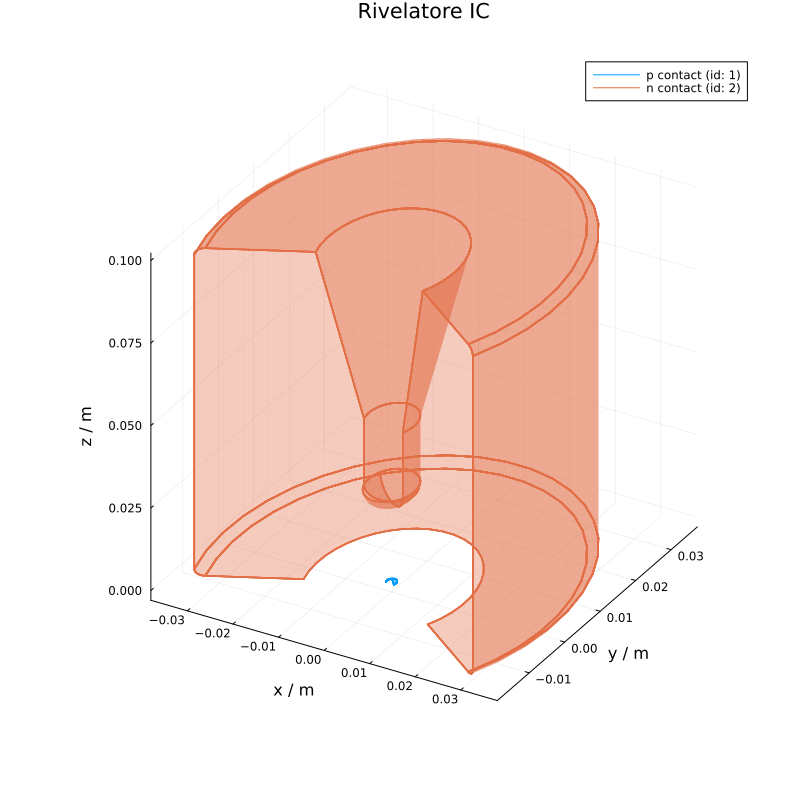 Rivelatore IC
p contact (id: 1)
n contact (id: 2)
z / m
0.100
0.075
0.050
0.025
0.000
−0.03
−0.02
−0.01
0.00
0.01
0.02
0.03
x / m
−0.01
0.00
0.01
0.02
0.03
y / m